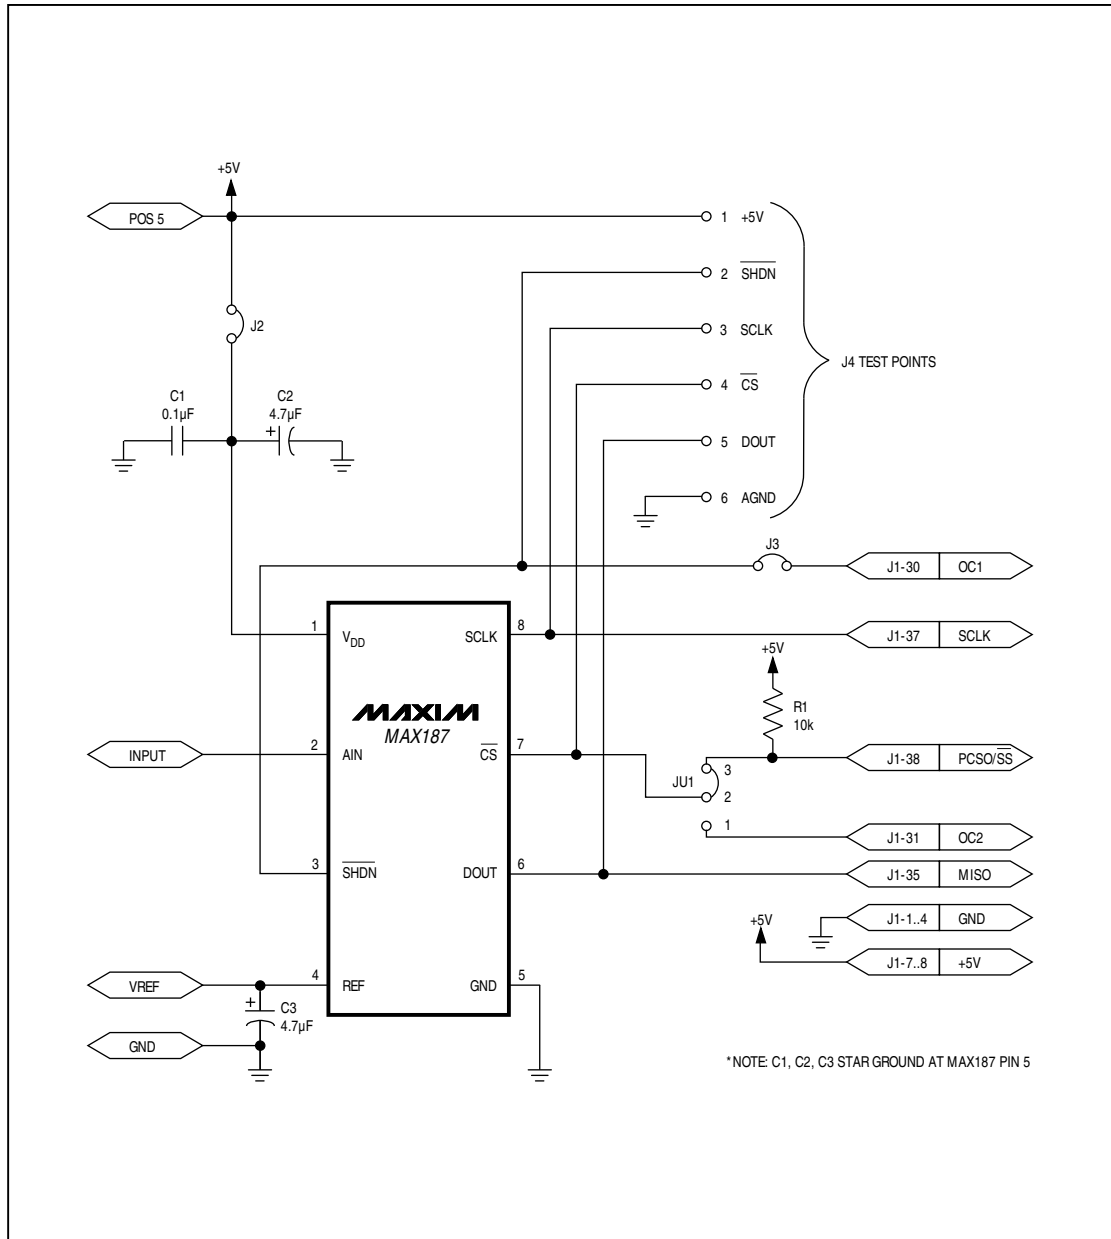 +5V
POS 5
1 +5V
2 SHDN
J2
3 SCLK
J4 TEST POINTS
4 CS
C1
0.1µF
C2
4.7µF
+
5 DOUT
6 AGND
J3
J1-30 OC1
1 VDD
SCLK 8
J1-37 SCLK
+5V
R1
10k
MAXIM
MAX187
INPUT
2 AIN
CS 7
J1-38 PCSO/SS
JU1
3
2
1
J1-31 OC2
3 SHDN
DOUT 6
J1-35 MISO
J1-1..4 GND
+5V
J1-7..8 +5V
VREF
4 REF
GND 5
+
C3
4.7µF
GND
*NOTE: C1, C2, C3 STAR GROUND AT MAX187 PIN 5